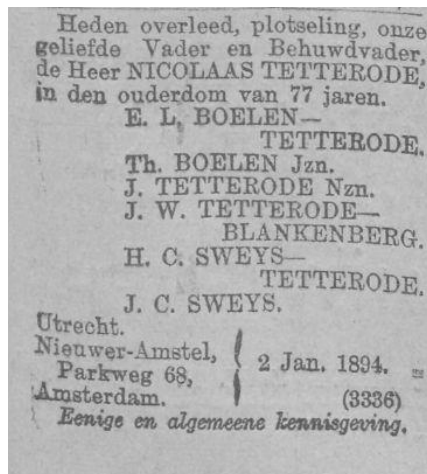 Heden overleed, plotseling, onze
geliefde Vader en Behuwdvader,
de Heer NICOLAAS TETTERODE,
in den ouderdom van 77 jaren.
E. L. BOELEN—
TETTERODE.
Th. BOELEN Jzn.
J. TETTERODE Nzn.
J. W. TETTERODE—
BLANKENBERG.
H. C. SWEYS—
TETTERODE.
J. C. SWEYS.
Utrecht.
Nieuwer-Amstel,
Parkweg 68,
2 Jan. 1894.
Amsterdam.
(3336)
Eenige en algemeene kennisgeving.